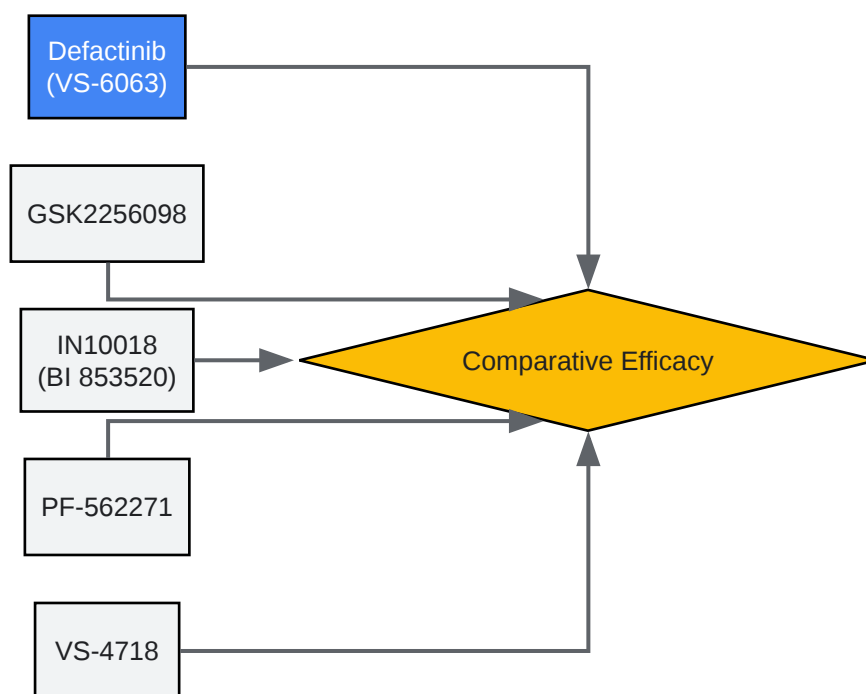 Defactinib
(VS-6063)
GSK2256098
IN10018
(BI 853520)
Comparative Efficacy
PF-562271
VS-4718